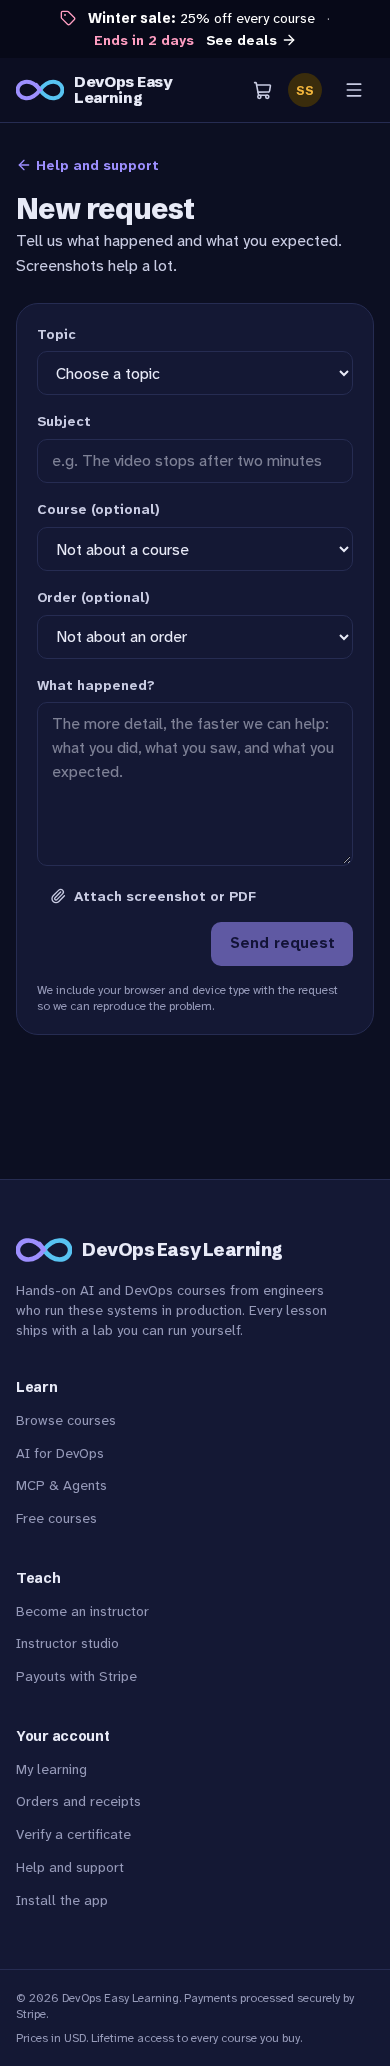 Winter sale: 25% off every course ·
Ends in 2 days See deals →
DevOps Easy
Learning
SS
← Help and support
New request
Tell us what happened and what you expected.
Screenshots help a lot.
Topic
Choose a topic
Subject
e.g. The video stops after two minutes
Course (optional)
Not about a course
Order (optional)
Not about an order
What happened?
The more detail, the faster we can help:
what you did, what you saw, and what you
expected.
Attach screenshot or PDF
Send request
We include your browser and device type with the request
so we can reproduce the problem.
DevOps Easy Learning
Hands-on AI and DevOps courses from engineers
who run these systems in production. Every lesson
ships with a lab you can run yourself.
Learn
Browse courses
AI for DevOps
MCP & Agents
Free courses
Teach
Become an instructor
Instructor studio
Payouts with Stripe
Your account
My learning
Orders and receipts
Verify a certificate
Help and support
Install the app
© 2026 DevOps Easy Learning. Payments processed securely by
Stripe.
Prices in USD. Lifetime access to every course you buy.